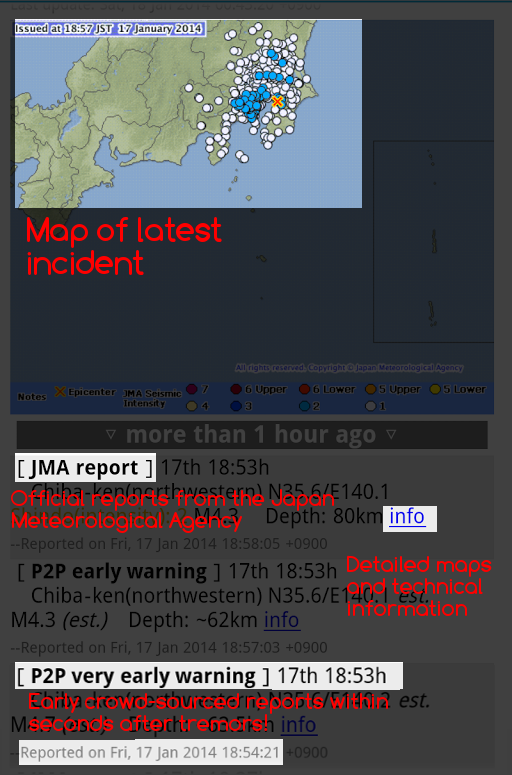 Issued at 18:57 JST 17 January 2014
Map of latest
incident
All rights reserved. Copyright © Japan Meteorological Agency
Notes Epicenter JMA Seismic Intensity 7 6 Upper 6 Lower 5 Upper 5 Lower
4 3 2 1
▽ more than 1 hour ago ▽
[ JMA report ] 17th 18:53h
Chiba-ken(northwestern) N35.6/E140.1
Official reports from the Japan
M4.3 Depth: 80km info
Meteorological Agency
--Reported on Fri, 17 Jan 2014 18:58:05 +0900
[ P2P early warning ] 17th 18:53h
Detailed maps
and technical
Information
Chiba-ken(northwestern) N35.6/E140.1 est.
M4.3 (est.) Depth: ~62km info
--Reported on Fri, 17 Jan 2014 18:57:03 +0900
[ P2P very early warning ] 17th 18:53h
Chiba-ken(northwestern) N35.6/E140.2 est.
Early crowd-sourced reports within
seconds after tremors!
info
--Reported on Fri, 17 Jan 2014 18:54:21 +0900